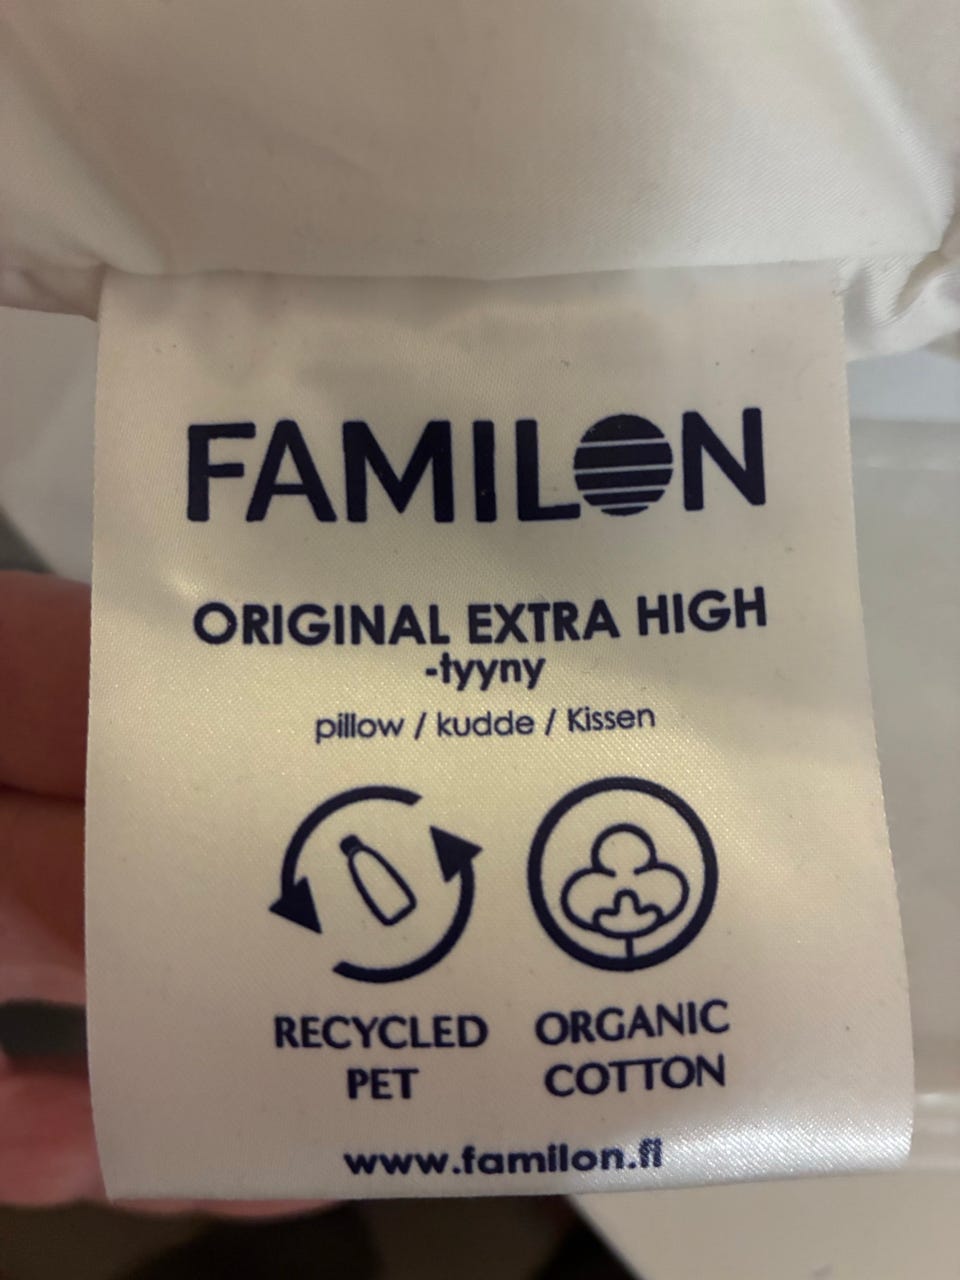 FAMILON
ORIGINAL EXTRA HIGH
-tyyny
pillow / kudde / Kissen
RECYCLED PET
ORGANIC COTTON
www.familon.fi